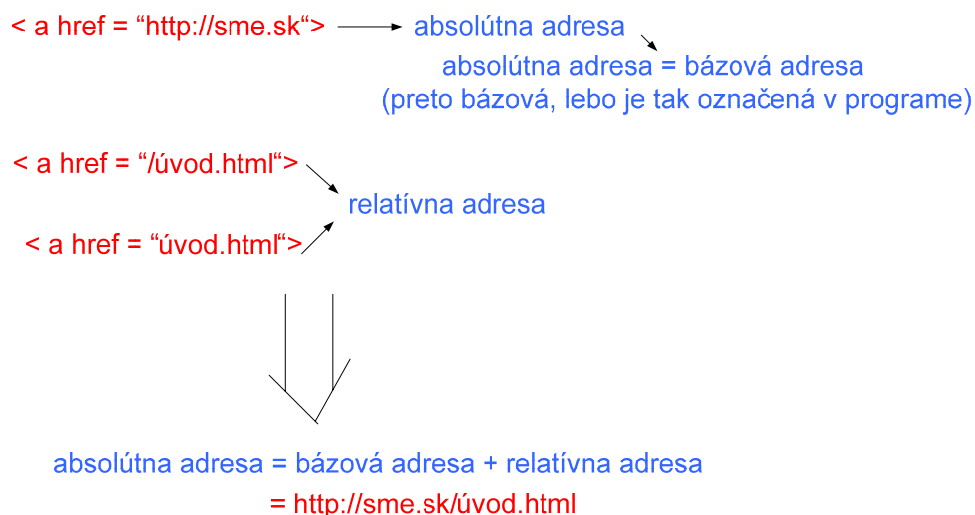 < a href = “http://sme.sk“> absolútna adresa
absolútna adresa = bázová adresa
(preto bázová, lebo je tak označená v programe)
< a href = “/úvod.html“>
relatívna adresa
< a href = “úvod.html“>
absolútna adresa = bázová adresa + relatívna adresa
= http://sme.sk/úvod.html